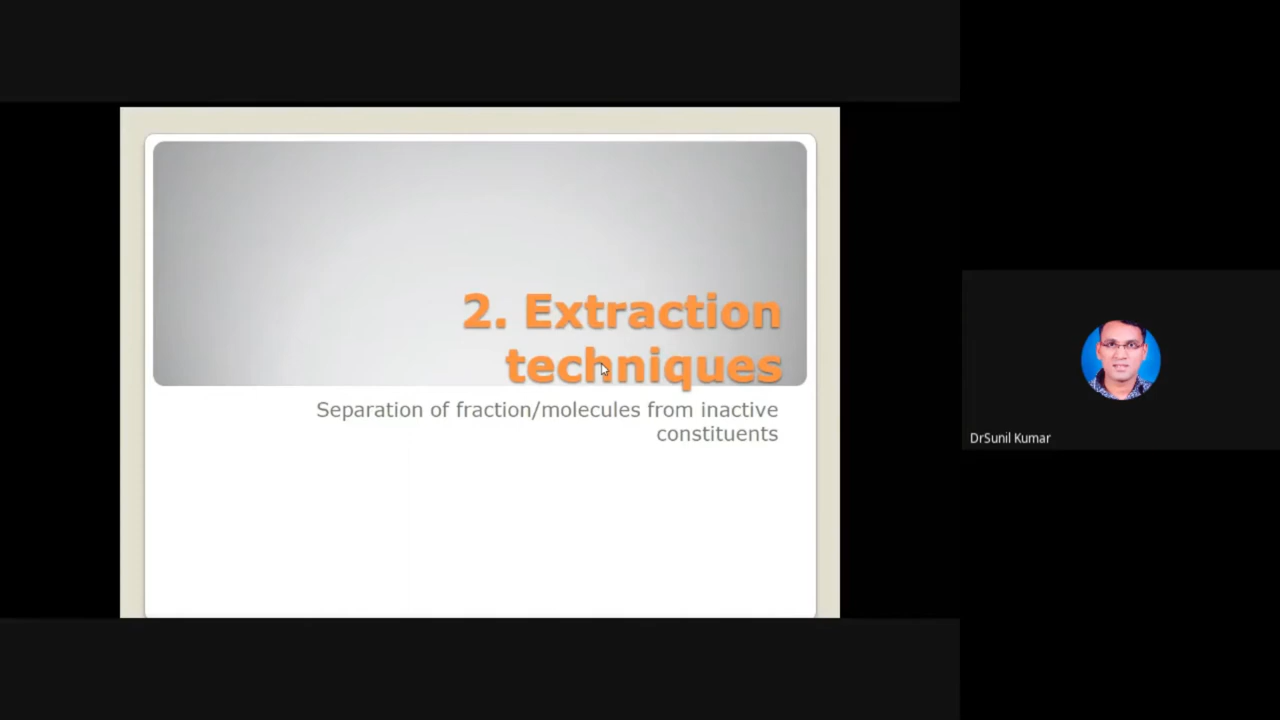 2. Extraction
techniques
Separation of fraction/molecules from inactive
constituents
DrSunil Kumar